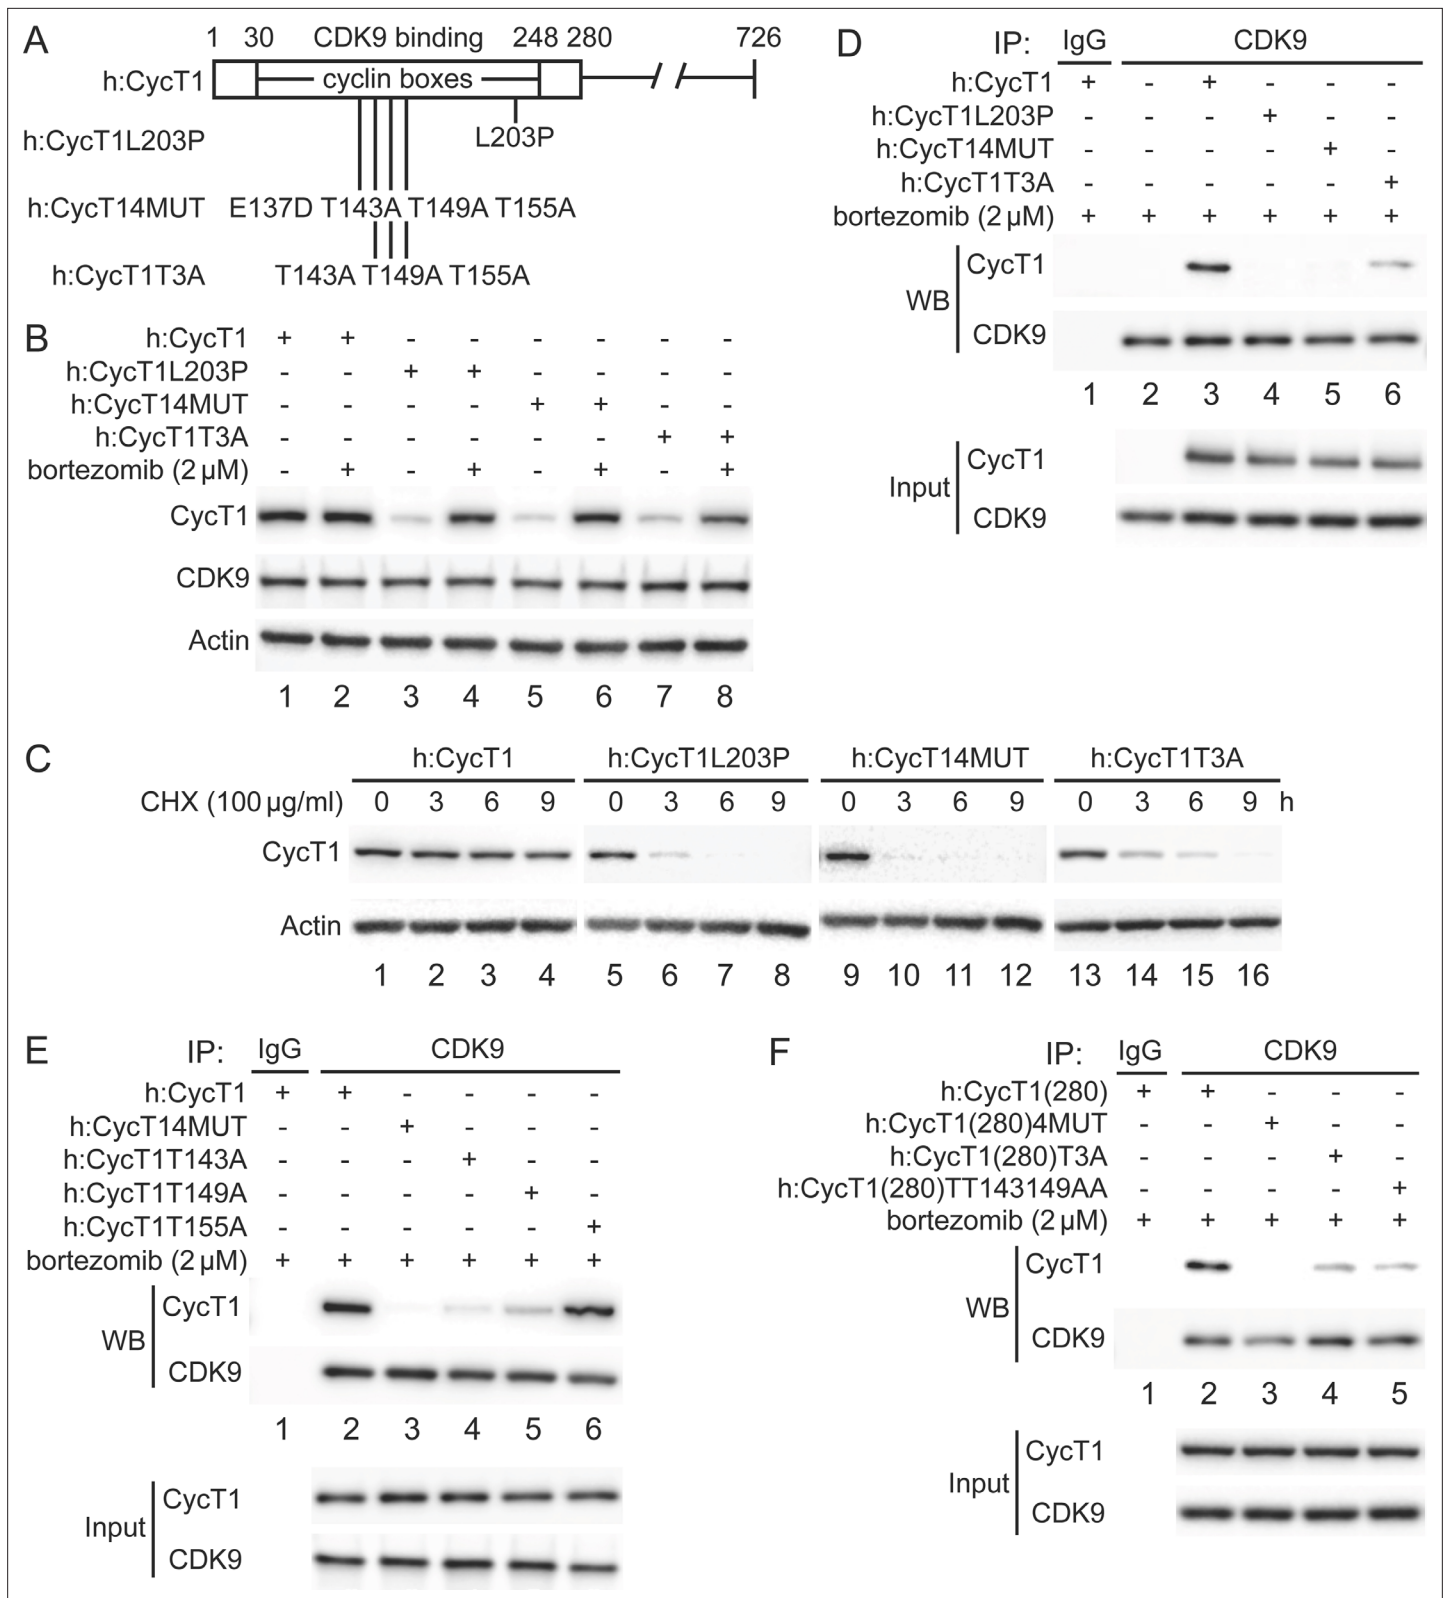 A
1 30 CDK9 binding 248 280 726
h:CycT1 cyclin boxes
h:CycT1L203P L203P
h:CycT14MUT E137D T143A T149A T155A
h:CycT1T3A T143A T149A T155A
B
h:CycT1 + + - - - - - -
h:CycT1L203P - - + + - - - -
h:CycT14MUT - - - - + + - -
h:CycT1T3A - - - - - - + +
bortezomib (2 µM) - + - + - + - +
CycT1
CDK9
Actin
1 2 3 4 5 6 7 8
C
h:CycT1 h:CycT1L203P h:CycT14MUT h:CycT1T3A
CHX (100 µg/ml) 0 3 6 9 0 3 6 9 0 3 6 9 0 3 6 9 h
CycT1
Actin
1 2 3 4 5 6 7 8 9 10 11 12 13 14 15 16
D
IP: IgG CDK9
h:CycT1 + - + - - -
h:CycT1L203P - - - + - -
h:CycT14MUT - - - - + -
h:CycT1T3A - - - - - +
bortezomib (2 µM) + + + + + +
WB
CycT1
CDK9
1 2 3 4 5 6
Input
CycT1
CDK9
E
IP: IgG CDK9
h:CycT1 + + - - - -
h:CycT14MUT - - + - - -
h:CycT1T143A - - - + - -
h:CycT1T149A - - - - + -
h:CycT1T155A - - - - - +
bortezomib (2 µM) + + + + + +
WB
CycT1
CDK9
1 2 3 4 5 6
Input
CycT1
CDK9
F
IP: IgG CDK9
h:CycT1(280) + + - - -
h:CycT1(280)4MUT - - + - -
h:CycT1(280)T3A - - - + -
h:CycT1(280)TT143149AA - - - - +
bortezomib (2 µM) + + + + +
WB
CycT1
CDK9
1 2 3 4 5
Input
CycT1
CDK9